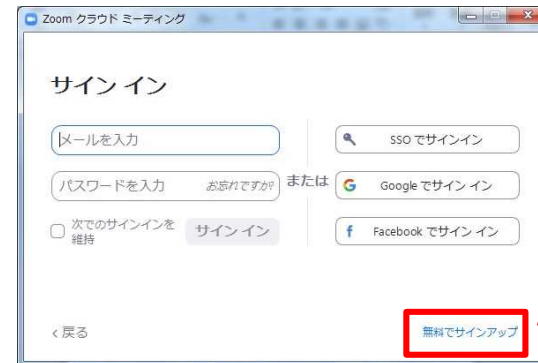 Zoom クラウド ミーティング
サイン イン
メールを入力
パスワードを入力 お忘れですか?
次でのサインインを
維持
サイン イン
または
SSO でサインイン
Google でサイン イン
Facebook でサイン イン
< 戻る
無料でサインアップ